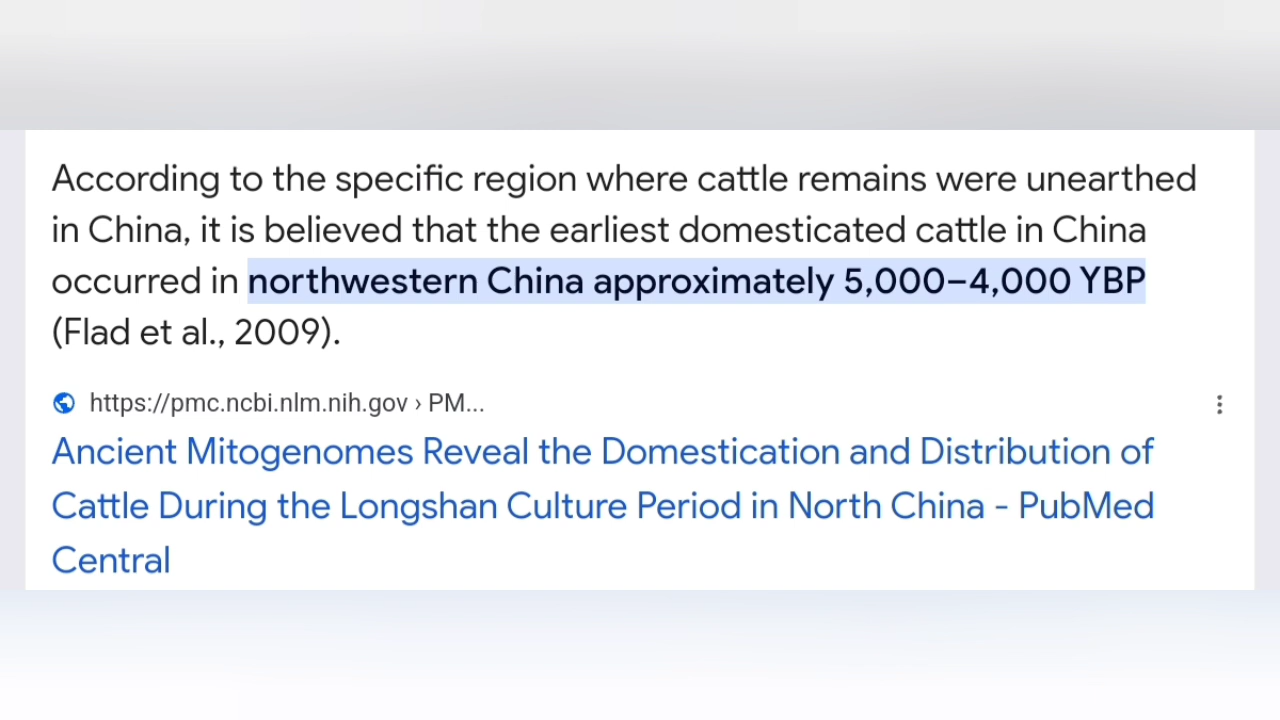 According to the specific region where cattle remains were unearthed
in China, it is believed that the earliest domesticated cattle in China
occurred in northwestern China approximately 5,000–4,000 YBP
(Flad et al., 2009).
https://pmc.ncbi.nlm.nih.gov › PM...
Ancient Mitogenomes Reveal the Domestication and Distribution of
Cattle During the Longshan Culture Period in North China - PubMed
Central